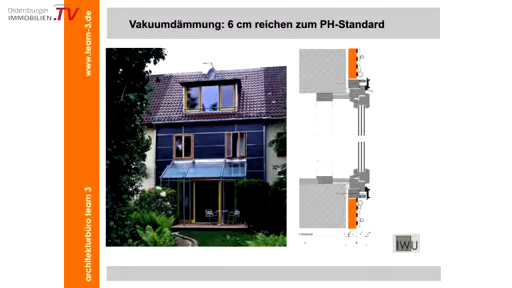 Oldenburger
IMMOBILIEN.TV
www.team-3.de
Vakuumdämmung: 6 cm reichen zum PH-Standard
architekturbüro team 3
IWU